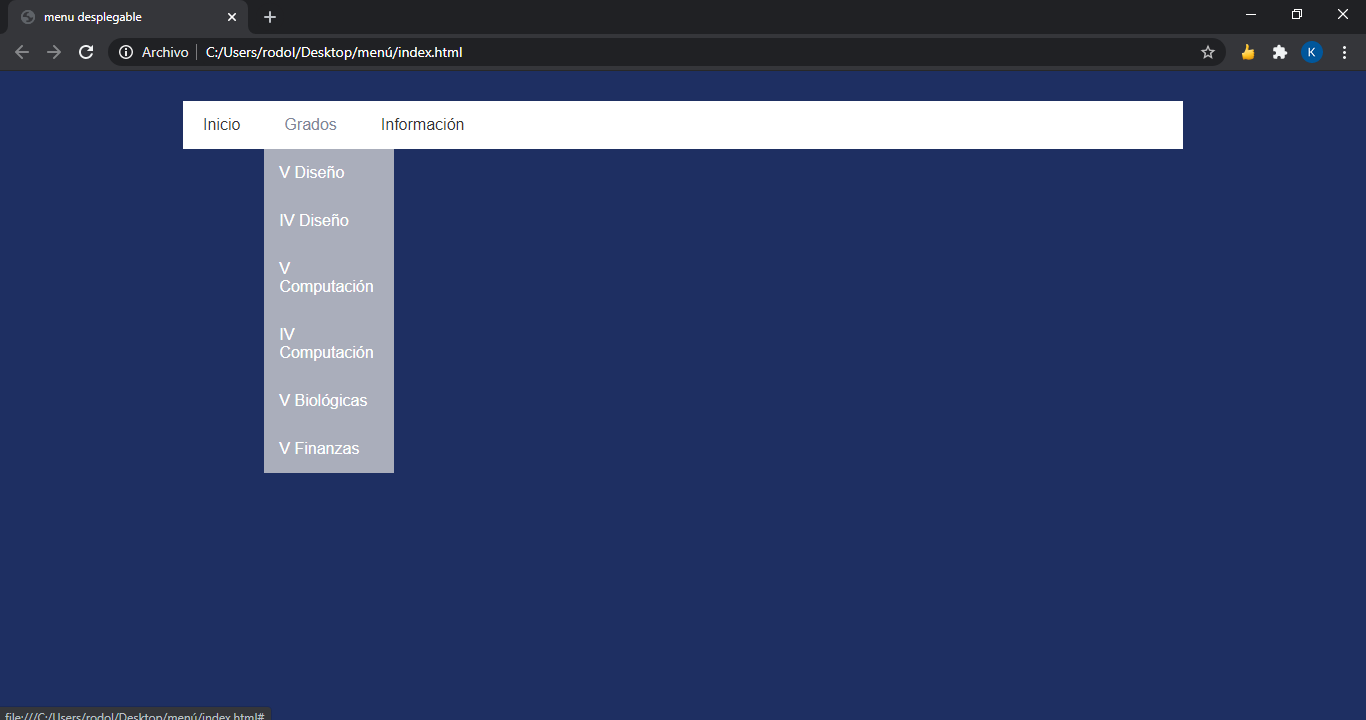 menu desplegable
Archivo C:/Users/rodol/Desktop/menú/index.html
K
Inicio Grados Información
V Diseño
IV Diseño
V
Computación
IV
Computación
V Biológicas
V Finanzas
file:///C:/Users/rodol/Desktop/menú/index.html#